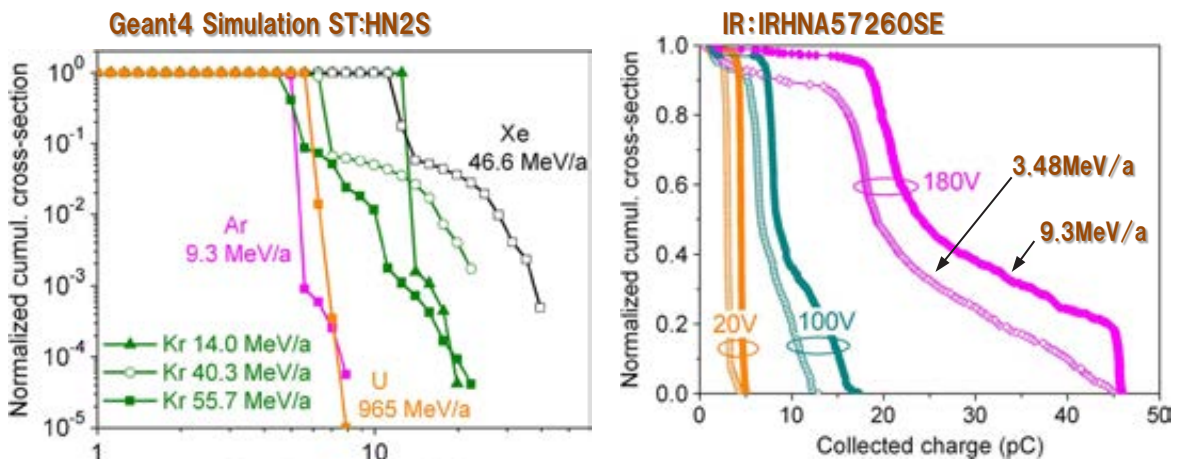 Geant4 Simulation ST:HN2S
Normalized cumul. cross-section
10^0
10^-1
10^-2
10^-3
10^-4
10^-5
1
10
Xe
46.6 MeV/a
Ar
9.3 MeV/a
Kr 14.0 MeV/a
Kr 40.3 MeV/a
Kr 55.7 MeV/a
U
965 MeV/a
IR:IRHNA57260SE
Normalized cumul. cross-section
1.0
0.8
0.6
0.4
0.2
0.0
0
10
20
30
40
50
Collected charge (pC)
180V
3.48MeV/a
9.3MeV/a
20V
100V